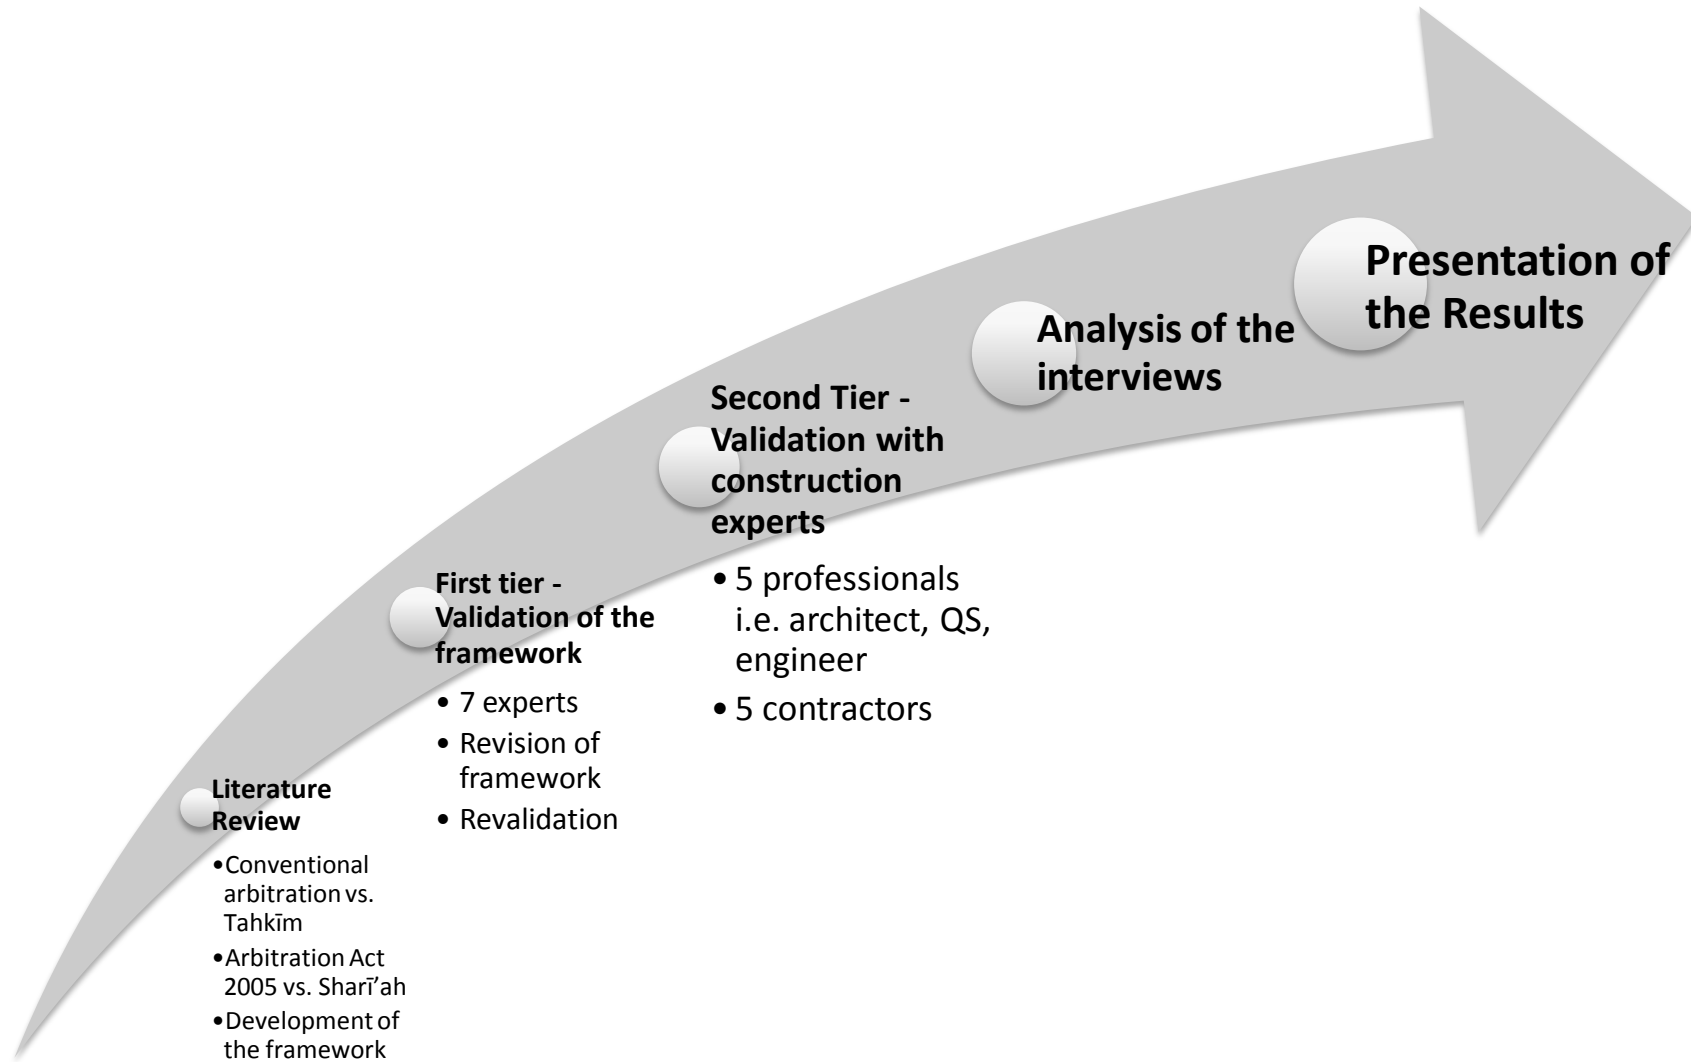 Literature
Review
•Conventional
arbitration vs.
Tahkīm
•Arbitration Act
2005 vs. Sharī’ah
•Development of
the framework
First tier -
Validation of the
framework
• 7 experts
• Revision of
framework
• Revalidation
Second Tier -
Validation with
construction
experts
• 5 professionals
i.e. architect, QS,
engineer
• 5 contractors
Analysis of the
interviews
Presentation of
the Results